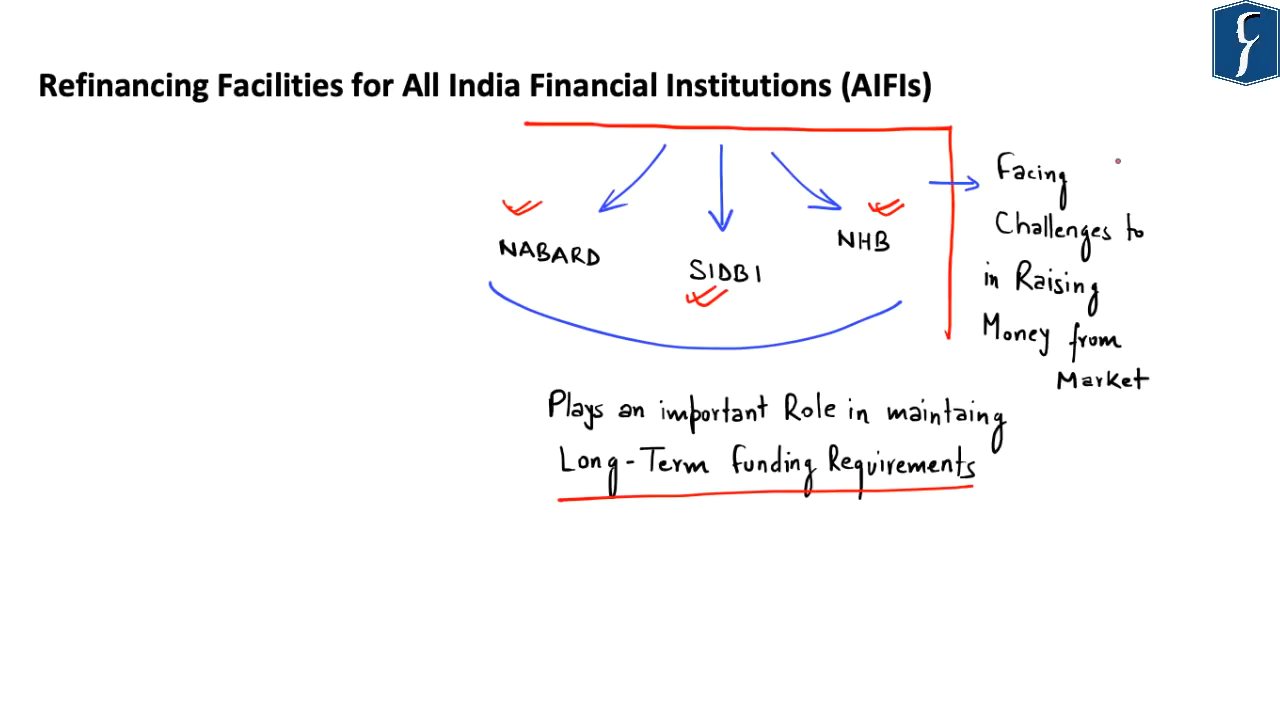 Refinancing Facilities for All India Financial Institutions (AIFIs)
NABARD
SIDBI
NHB
Facing
Challenges to
in Raising
Money from
Market
Plays an important Role in maintaing
Long-Term funding Requirements